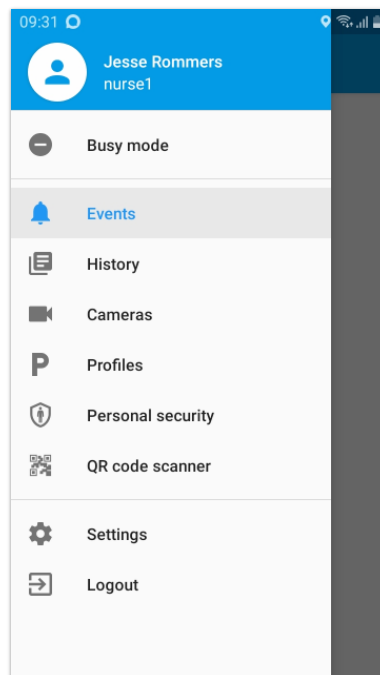 09:31
Jesse Rommers
nurse1
Busy mode
Events
History
Cameras
P Profiles
Personal security
QR code scanner
Settings
Logout